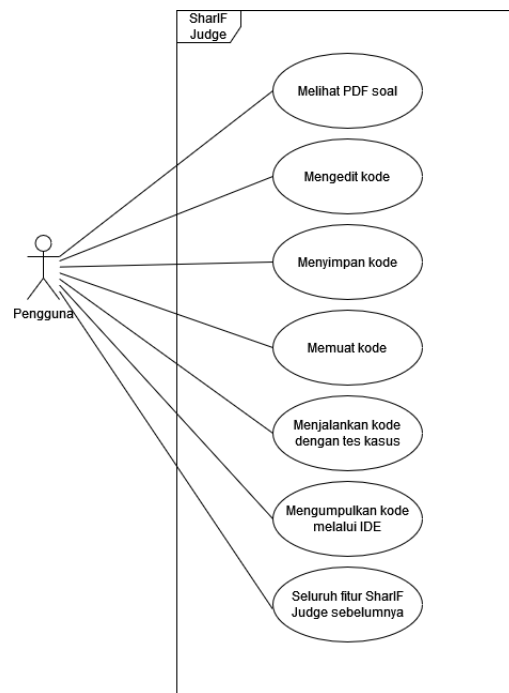 SharIF
Judge
Melihat PDF soal
Mengedit kode
Menyimpan kode
Pengguna
Memuat kode
Menjalankan kode
dengan tes kasus
Mengumpulkan kode
melalui IDE
Seluruh fitur SharIF
Judge sebelumnya